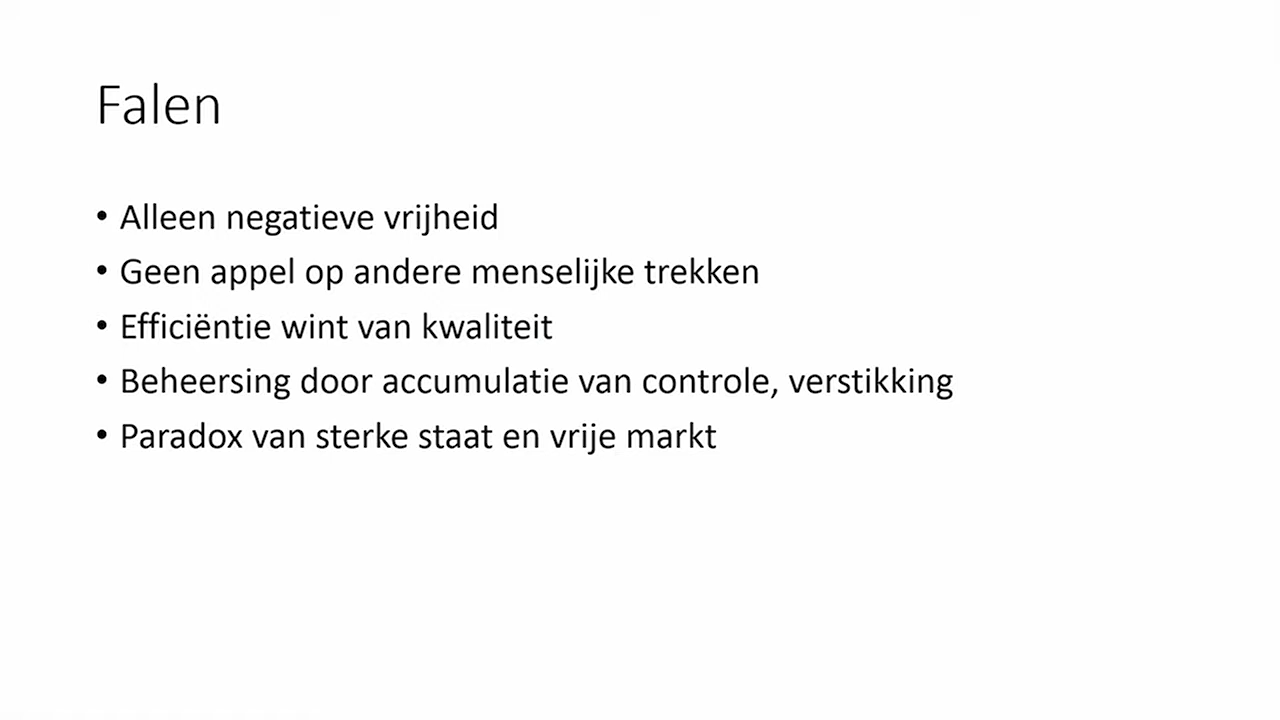 Falen
• Alleen negatieve vrijheid
• Geen appel op andere menselijke trekken
• Efficiëntie wint van kwaliteit
• Beheersing door accumulatie van controle, verstikking
• Paradox van sterke staat en vrije markt